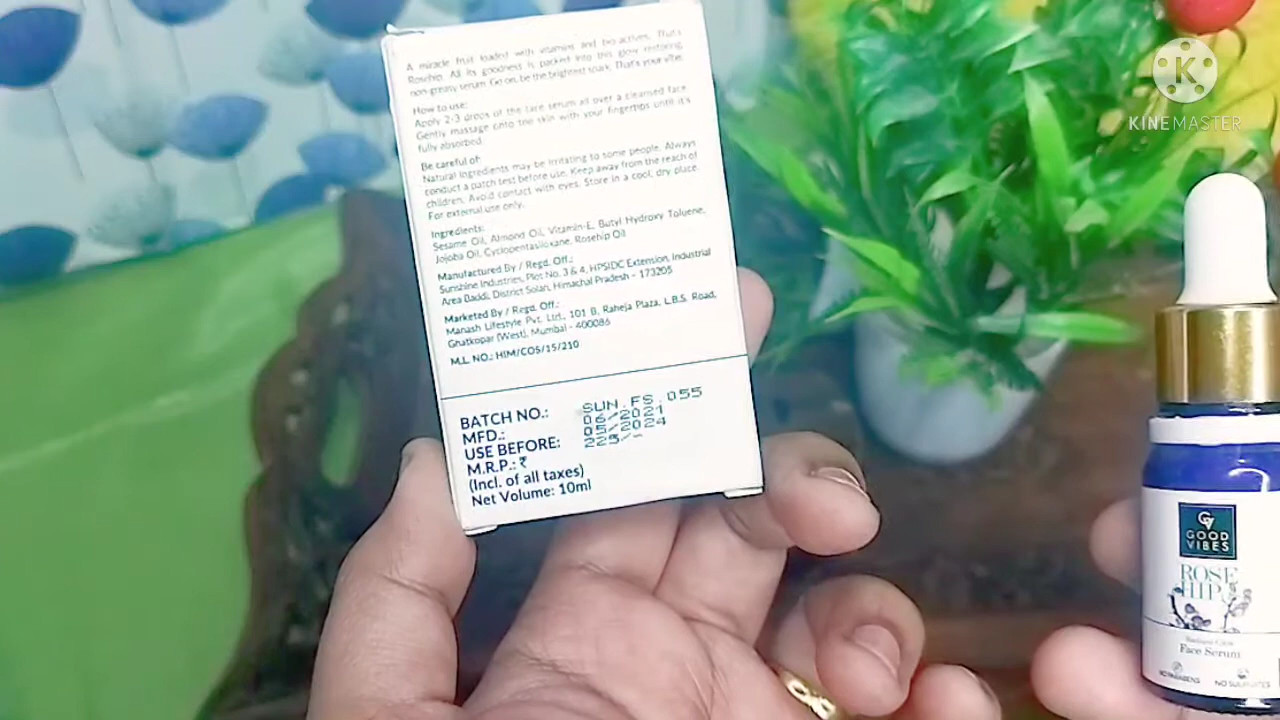 A miracle fruit loaded with vitamins and bio actives. That's
Rosehip. All its goodness is packed into this glow restoring,
non-greasy serum. Go on, be the brightest spark. That's your vibe.
How to use:
Apply 2-3 drops of the face serum all over a cleansed face.
Gently massage onto the skin with your fingertips until it's
fully absorbed.
Be careful of:
Natural ingredients may be irritating to some people. Always
conduct a patch test before use. Keep away from the reach of
children. Avoid contact with eyes. Store in a cool, dry place.
For external use only.
Ingredients:
Sesame Oil, Almond Oil, Vitamin-E, Butyl Hydroxy Toluene,
Jojoba Oil, Cyclopentasiloxane, Rosehip Oil.
Manufactured By / Regd. Off.:
Sunshine Industries, Plot No. 3 & 4, HPSIDC Extension, Industrial
Area Baddi, District Solan, Himachal Pradesh - 173205
Marketed By / Regd. Off.:
Manash Lifestyle Pvt. Ltd., 101 B, Raheja Plaza, L.B.S. Road,
Ghatkopar (West), Mumbai - 400086
M.L. NO.: HIM/COS/15/210
BATCH NO.: SUN.FS.055
MFD.: 06/2021
USE BEFORE: 05/2024
M.R.P.: ₹ 225/-
(Incl. of all taxes)
Net Volume: 10ml
K
KINEMASTER
GV
GOOD
VIBES
ROSE
HIP
Radiant Glow
Face Serum
NO PARABENS NO SULPHATES